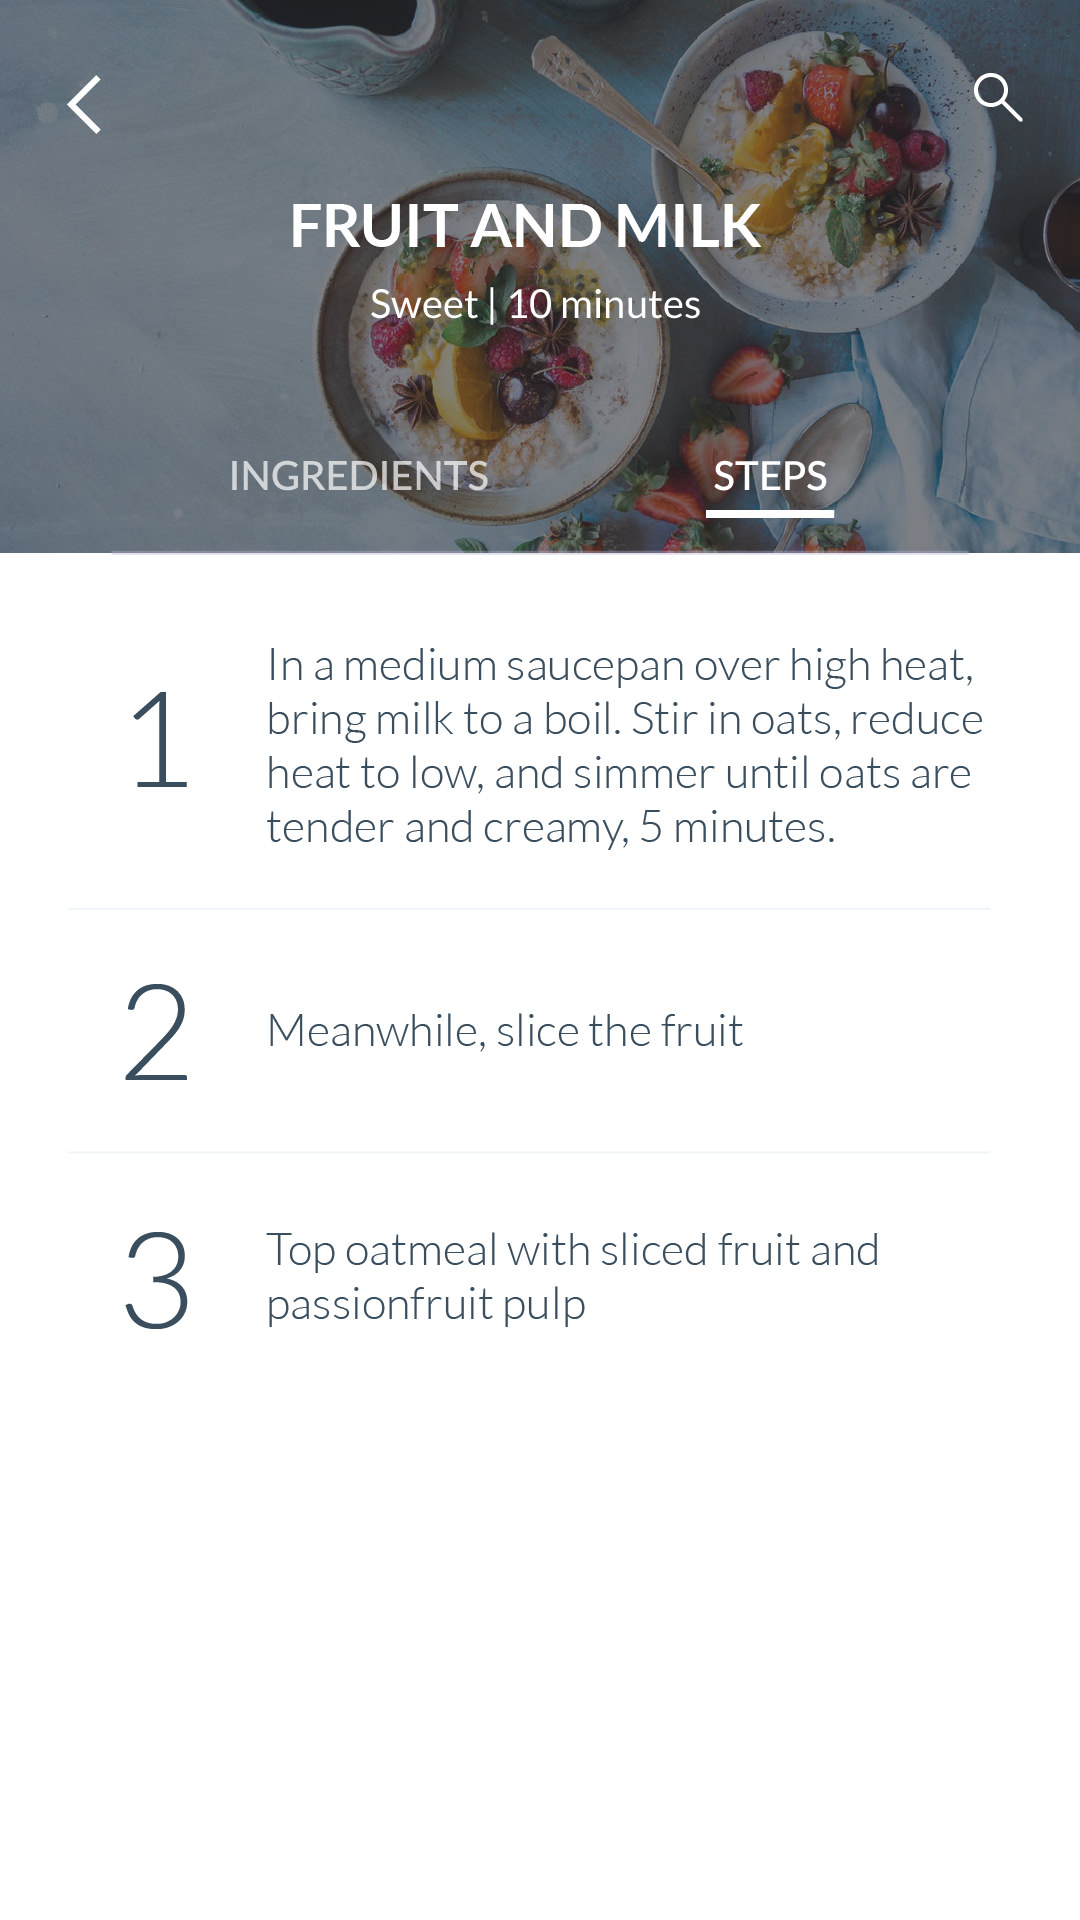 FRUIT AND MILK
Sweet | 10 minutes
INGREDIENTS
STEPS
1
In a medium saucepan over high heat,
bring milk to a boil. Stir in oats, reduce
heat to low, and simmer until oats are
tender and creamy, 5 minutes.
2
Meanwhile, slice the fruit
3
Top oatmeal with sliced fruit and
passionfruit pulp